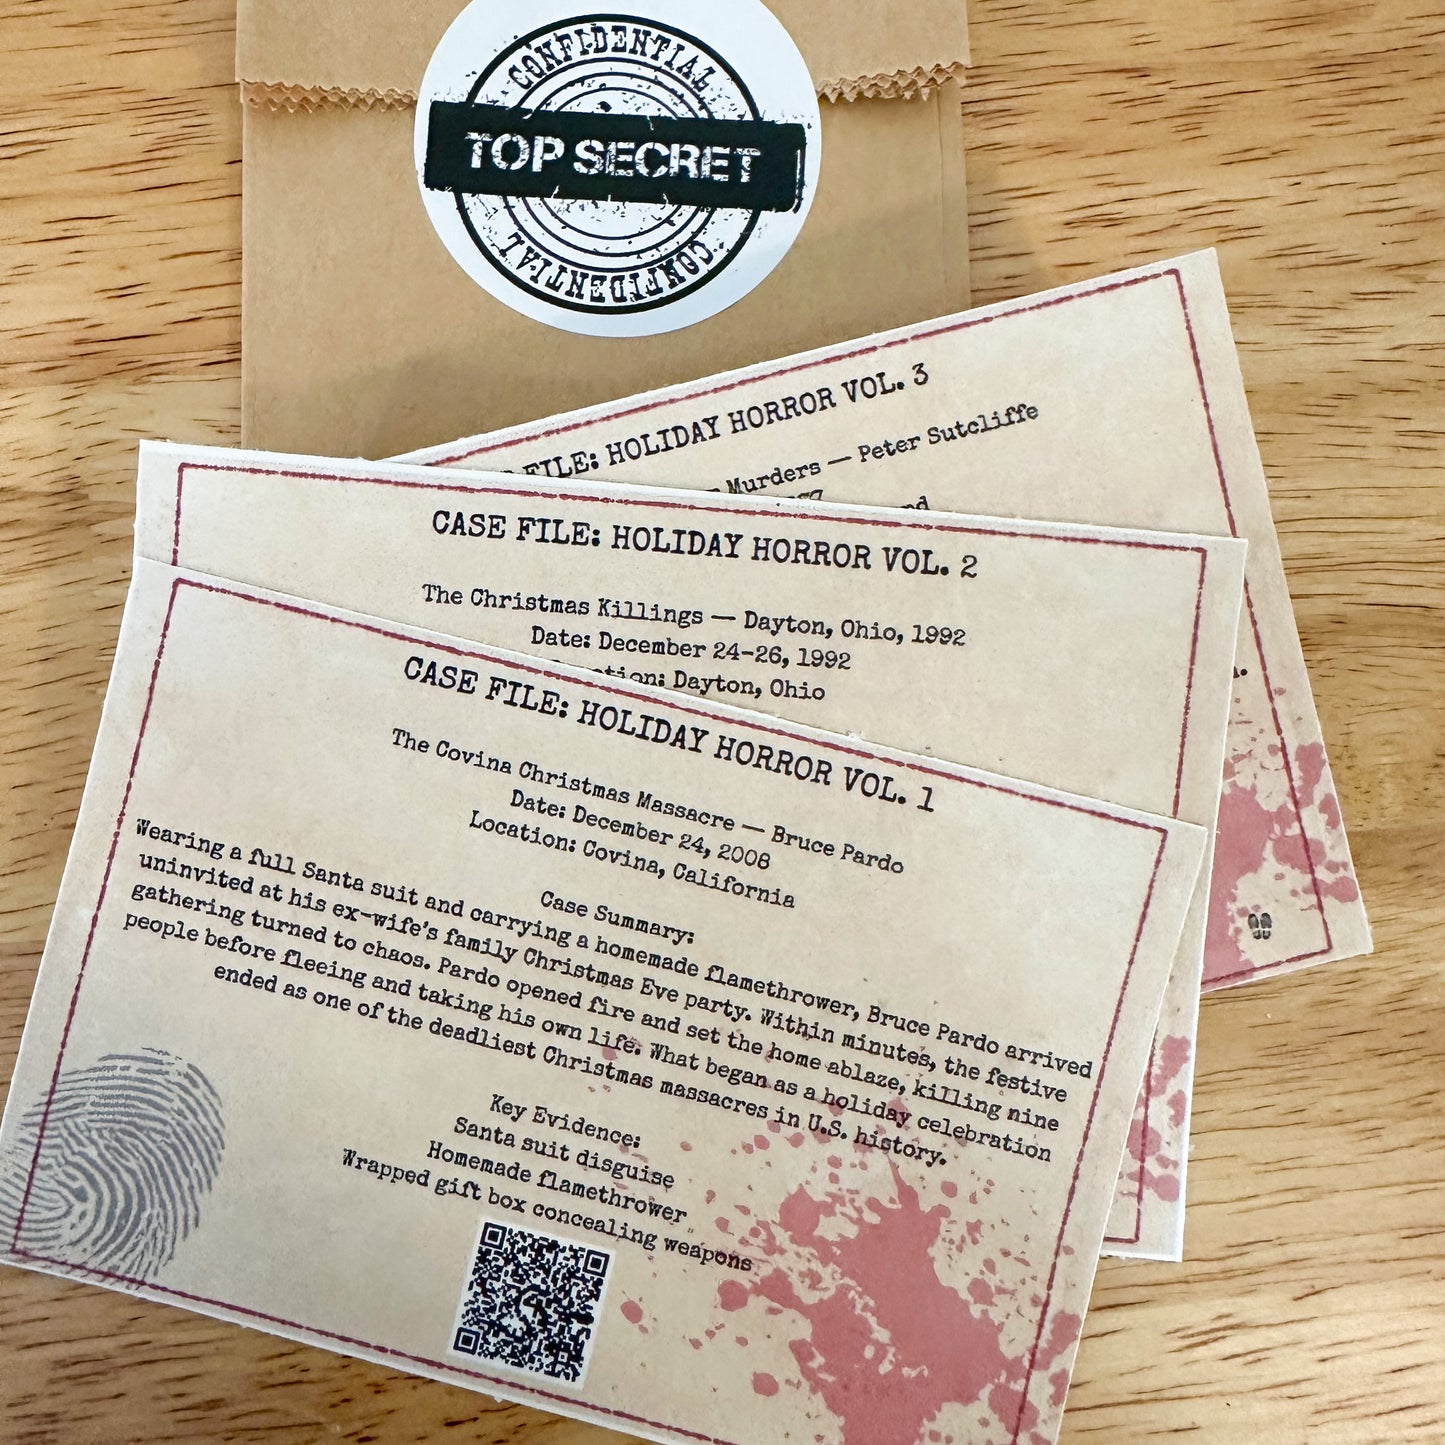 CONFIDENTIAL
TOP SECRET
CONFIDENTIAL
FILE: HOLIDAY HORROR VOL. 3
Murders — Peter Sutcliffe
CASE FILE: HOLIDAY HORROR VOL. 2
The Christmas Killings — Dayton, Ohio, 1992
Date: December 24-26, 1992
Dayton, Ohio
CASE FILE: HOLIDAY HORROR VOL. 1
The Covina Christmas Massacre — Bruce Pardo
Date: December 24, 2008
Location: Covina, California
Case Summary:
Wearing a full Santa suit and carrying a homemade flamethrower, Bruce Pardo arrived
uninvited at his ex-wife's family Christmas Eve party. Within minutes, the festive
gathering turned to chaos. Pardo opened fire and set the home ablaze, killing nine
people before fleeing and taking his own life. What began as a holiday celebration
ended as one of the deadliest Christmas massacres in U.S. history.
Key Evidence:
Santa suit disguise
Homemade flamethrower
Wrapped gift box concealing weapons